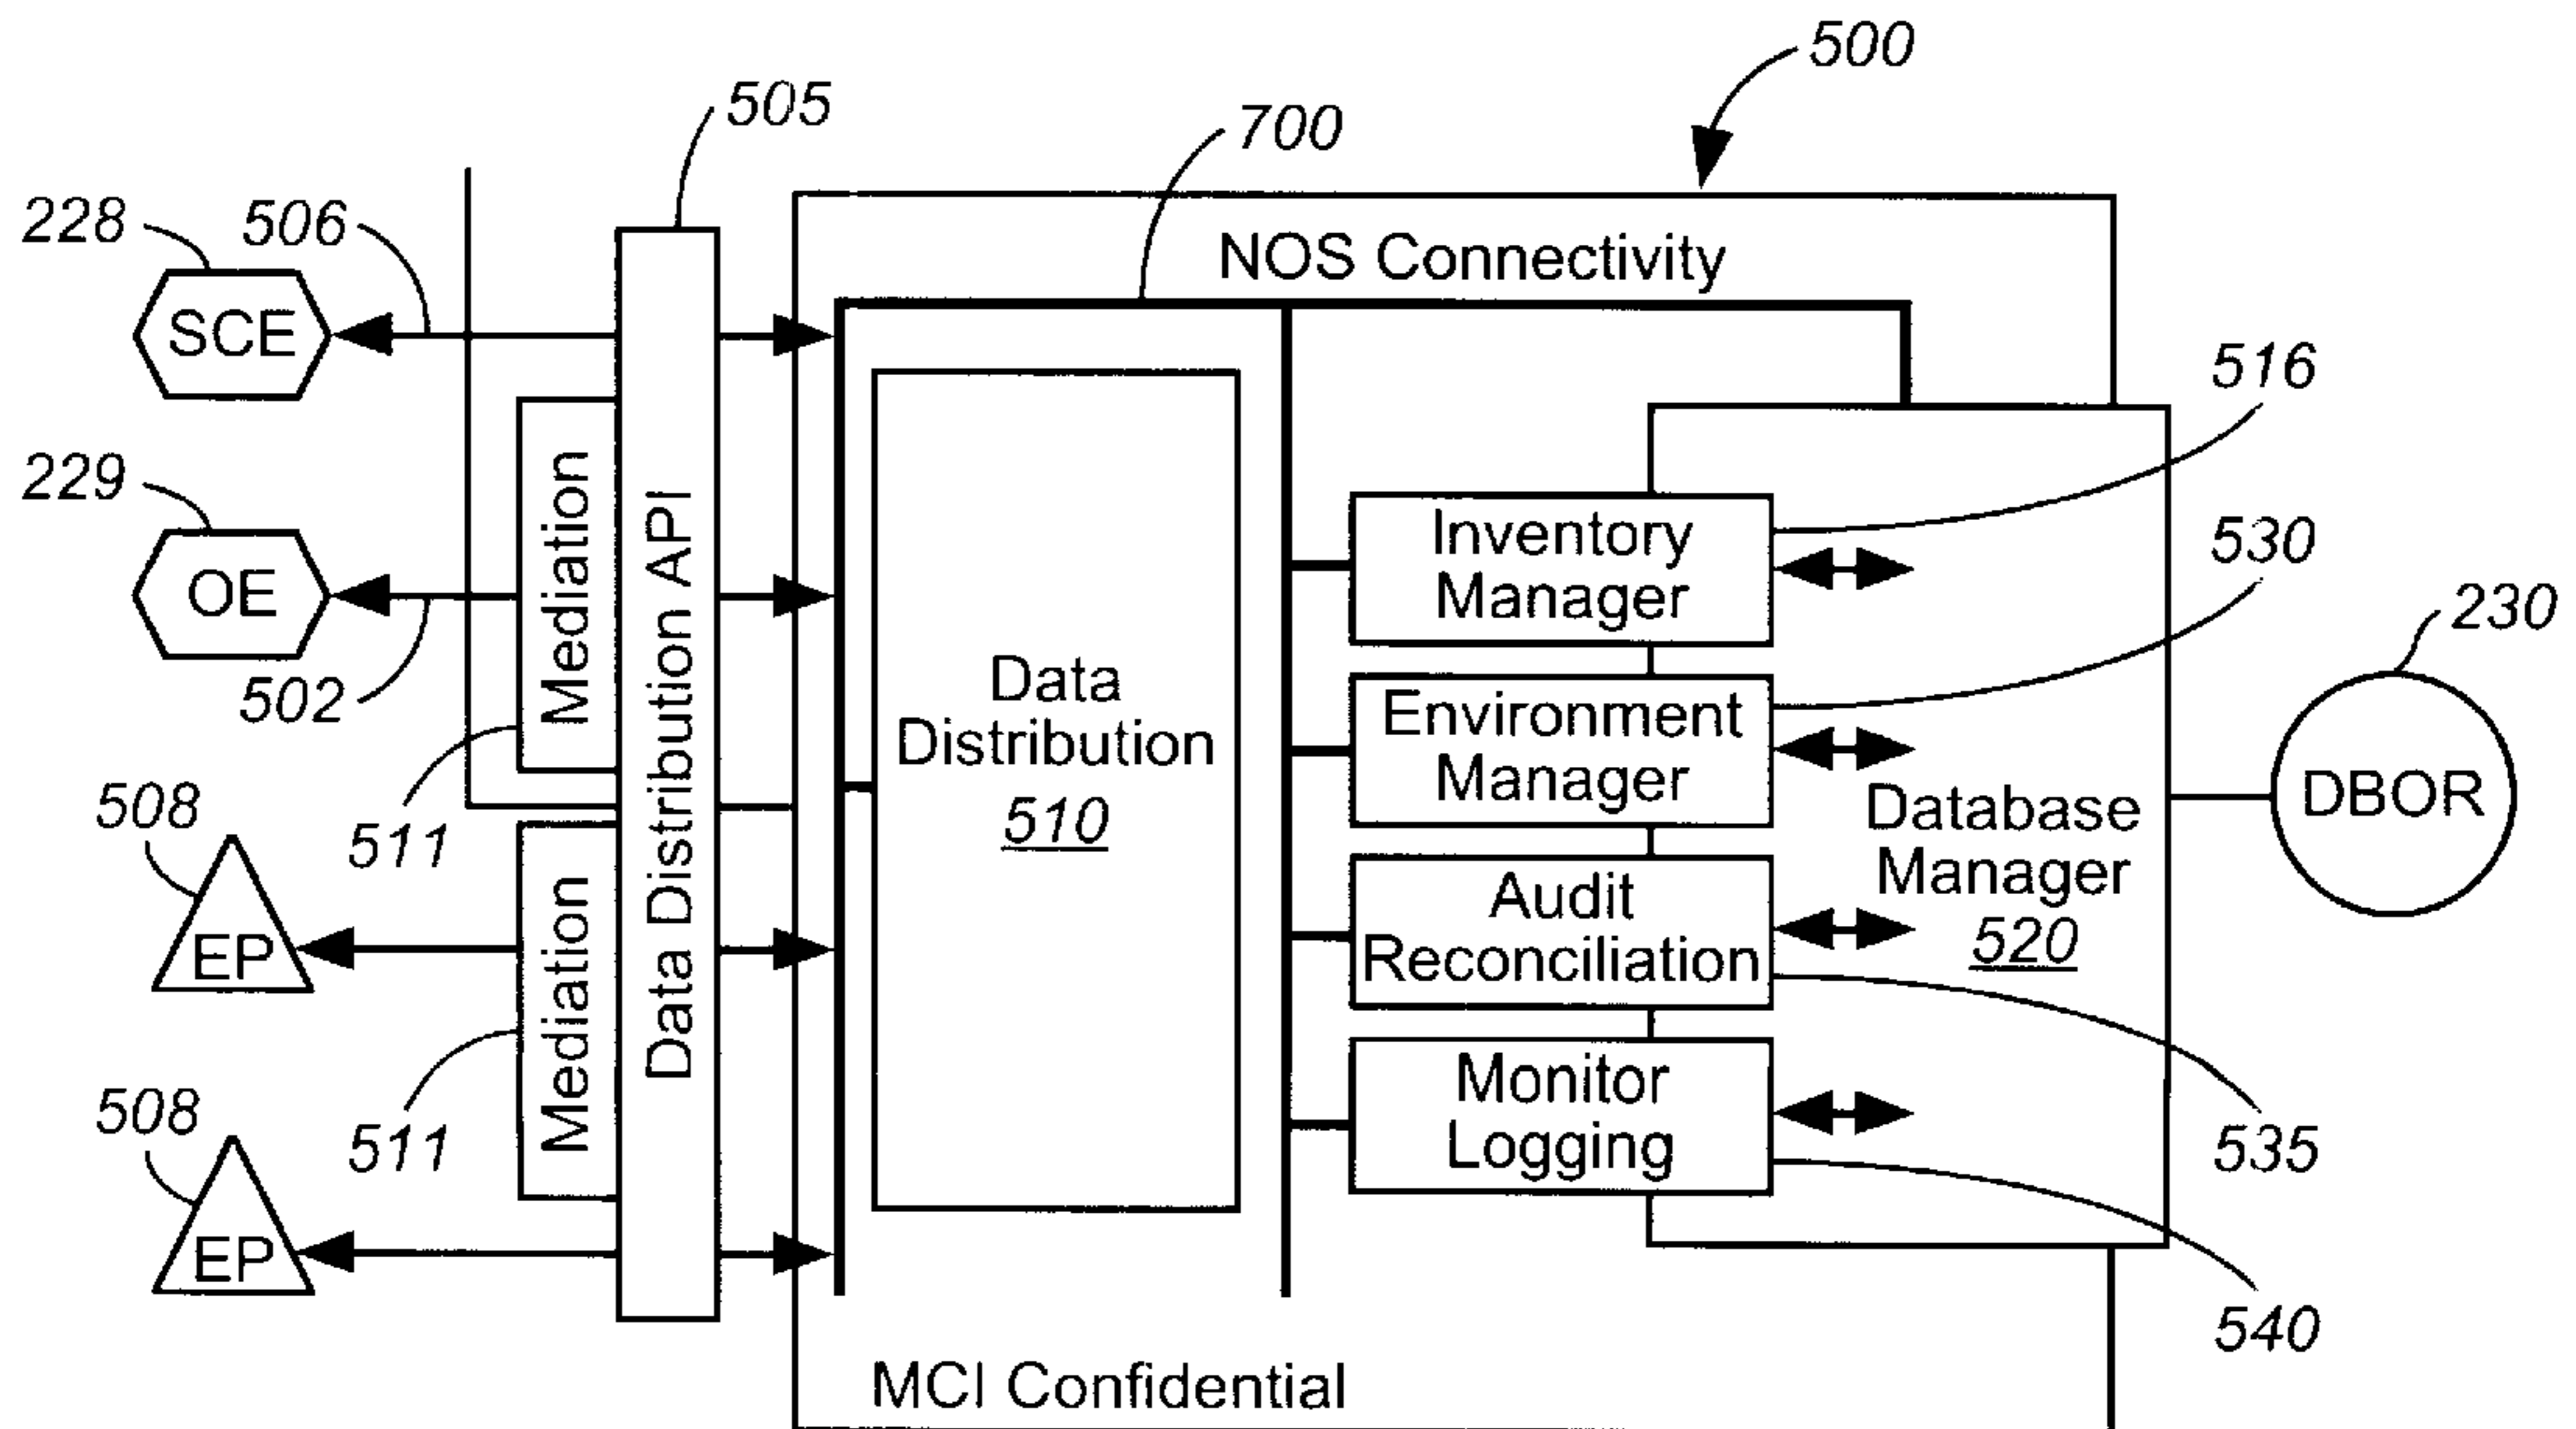 500
505
700
228
506
NOS Connectivity
SCE
516
229
Mediation
Data Distribution API
Inventory
Manager
530
OE
230
502
Data
Distribution
510
Environment
Manager
DBOR
508
511
Database
Manager
520
Audit
Reconciliation
EP
Mediation
Monitor
Logging
508
511
535
EP
540
MCI Confidential